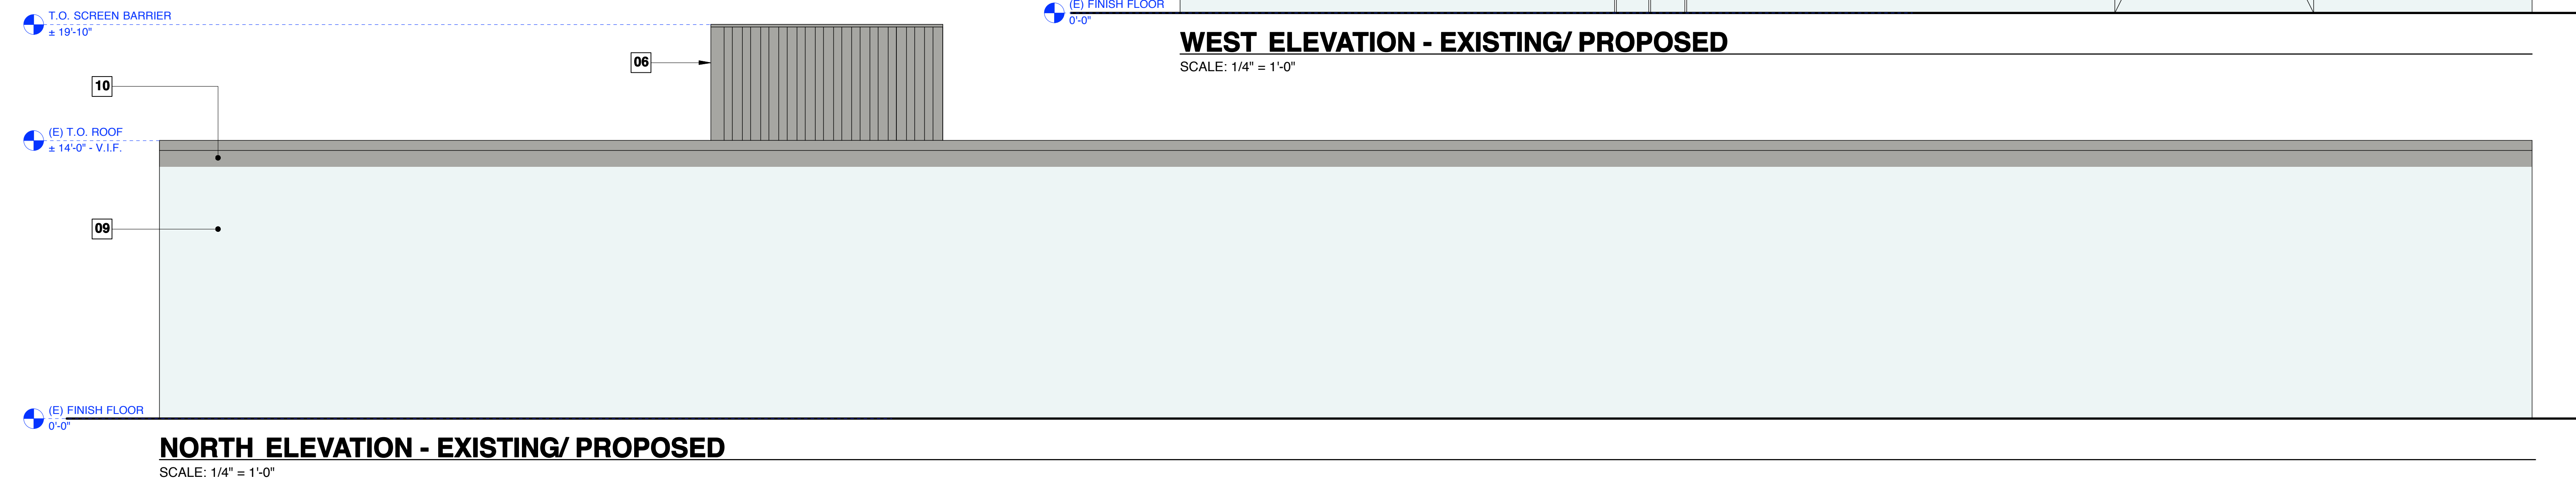 T.O. SCREEN BARRIER
± 19'-10"
06
10
(E) T.O. ROOF
± 14'-0" - V.I.F.
09
(E) FINISH FLOOR
0'-0"
NORTH ELEVATION - EXISTING/ PROPOSED
SCALE: 1/4" = 1'-0"
(E) FINISH FLOOR
0'-0"
WEST ELEVATION - EXISTING/ PROPOSED
SCALE: 1/4" = 1'-0"